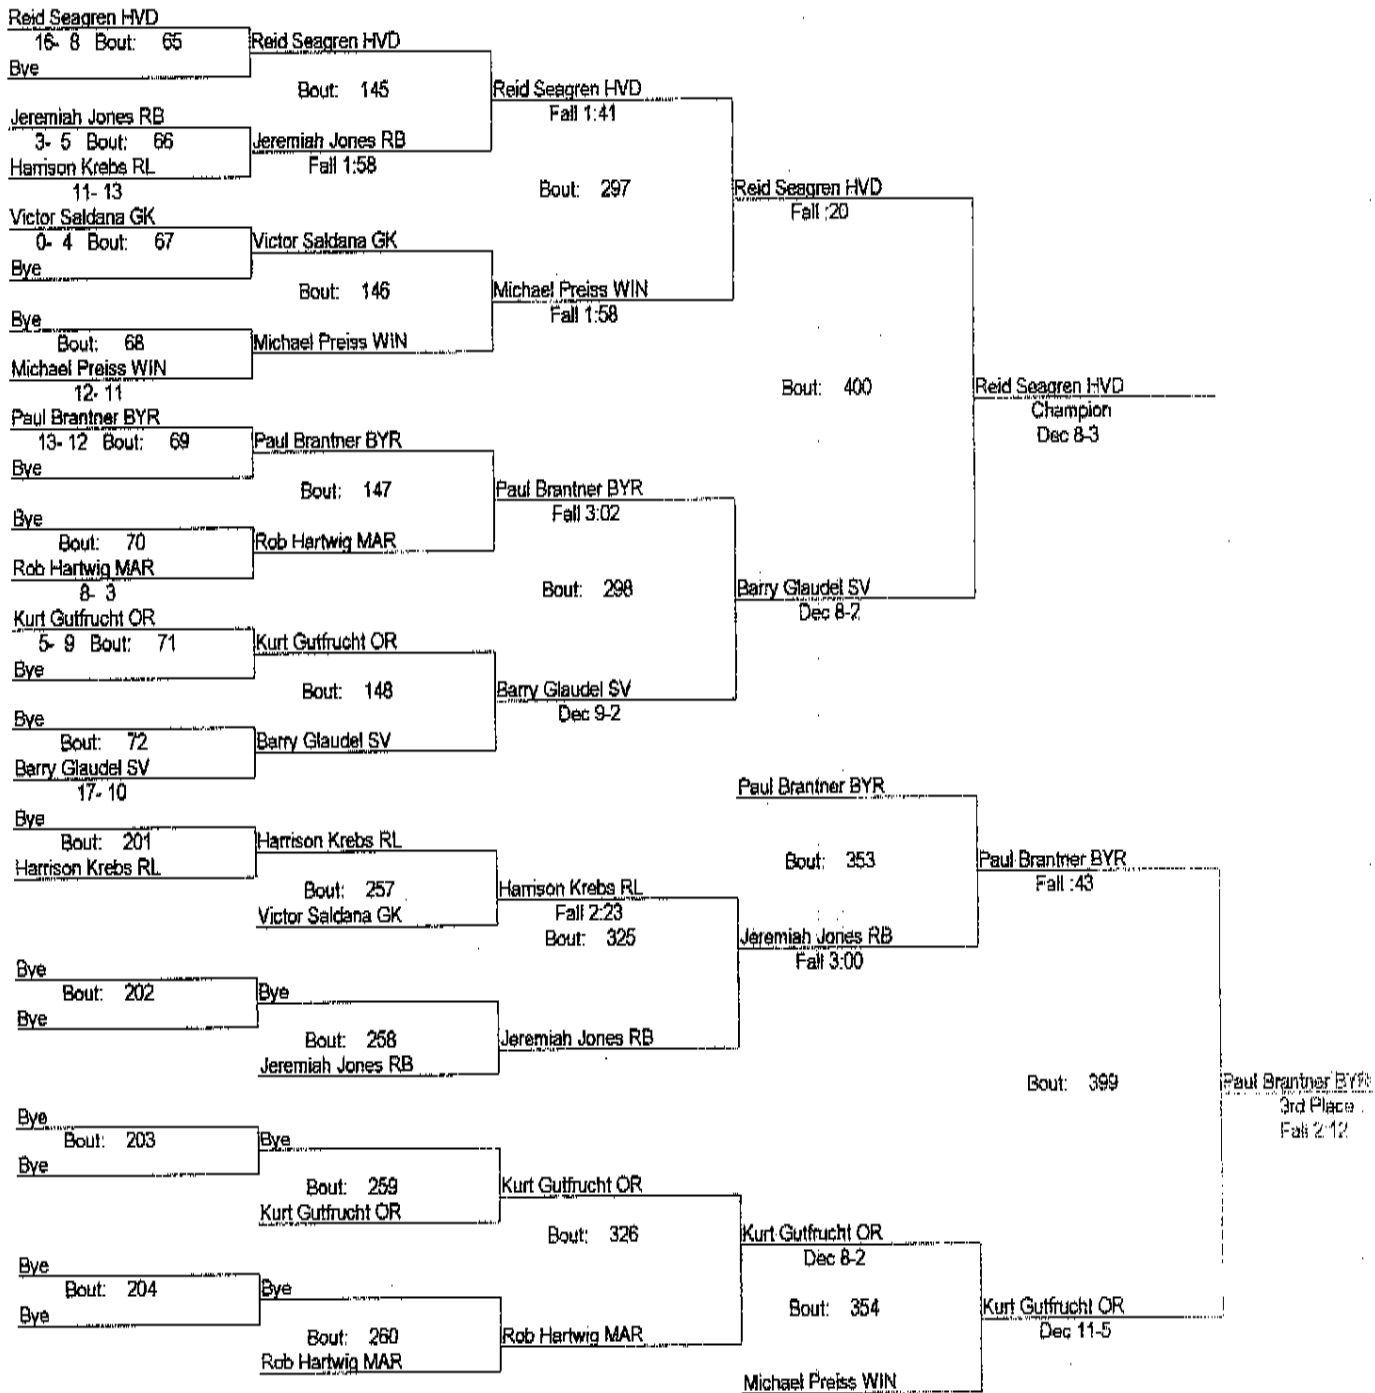 Reid Seagren HVD
16- 8 Bout: 65
Reid Seagren HVD
Bye
Bout: 145
Reid Seagren HVD
Fall 1:41
Jeremiah Jones RB
3- 5 Bout: 66
Jeremiah Jones RB
Fall 1:58
Harrison Krebs RL
11- 13
Bout: 297
Reid Seagren HVD
Fall :20
Victor Saldana GK
0- 4 Bout: 67
Victor Saldana GK
Bye
Bout: 146
Michael Preiss WIN
Fall 1:58
Bye
Bout: 68
Michael Preiss WIN
Michael Preiss WIN
12- 11
Bout: 400
Reid Seagren HVD
Champion
Dec 8-3
Paul Brantner BYR
13- 12 Bout: 69
Paul Brantner BYR
Bye
Bout: 147
Paul Brantner BYR
Fall 3:02
Bye
Bout: 70
Rob Hartwig MAR
Rob Hartwig MAR
8- 3
Bout: 298
Barry Glaudel SV
Dec 8-2
Kurt Gutfrucht OR
5- 9 Bout: 71
Kurt Gutfrucht OR
Bye
Bout: 148
Barry Glaudel SV
Dec 9-2
Bye
Bout: 72
Barry Glaudel SV
Barry Glaudel SV
17- 10
Paul Brantner BYR
Bye
Bout: 201
Harrison Krebs RL
Harrison Krebs RL
Bout: 353
Paul Brantner BYR
Fall :43
Bout: 257
Harrison Krebs RL
Fall 2:23
Victor Saldana GK
Bout: 325
Jeremiah Jones RB
Fall 3:00
Bye
Bout: 202
Bye
Bye
Bout: 258
Jeremiah Jones RB
Jeremiah Jones RB
Bout: 399
Paul Brantner BYR
3rd Place
Fall 2:12
Bye
Bout: 203
Bye
Bye
Bout: 259
Kurt Gutfrucht OR
Kurt Gutfrucht OR
Bout: 326
Kurt Gutfrucht OR
Dec 8-2
Bye
Bout: 204
Bye
Bye
Bout: 354
Kurt Gutfrucht OR
Dec 11-5
Bout: 260
Rob Hartwig MAR
Rob Hartwig MAR
Michael Preiss WIN